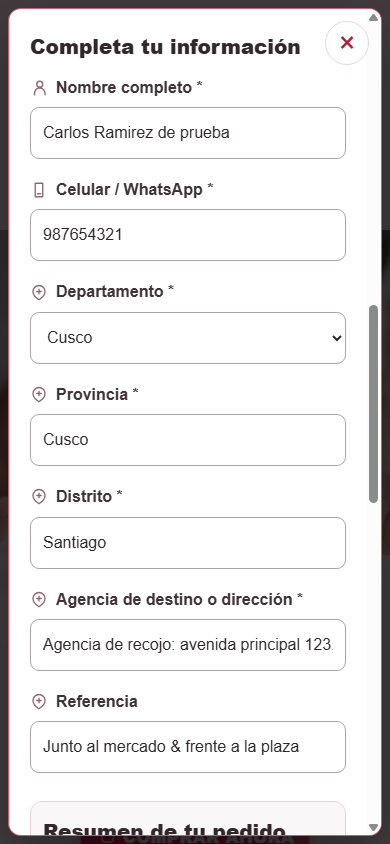 Completa tu información
Nombre completo *
Carlos Ramirez de prueba
Celular / WhatsApp *
987654321
Departamento *
Cusco
Provincia *
Cusco
Distrito *
Santiago
Agencia de destino o dirección *
Agencia de recojo: avenida principal 123
Referencia
Junto al mercado & frente a la plaza
Resumen de tu pedido
COMPRAR AHORA